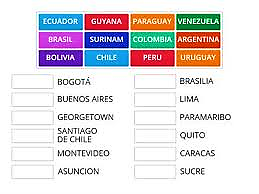 ECUADOR GUYANA PARAGUAY VENEZUELA
BRASIL SURINAM COLOMBIA ARGENTINA
BOLIVIA CHILE PERU URUGUAY
BOGOTÁ BRASILIA
BUENOS AIRES LIMA
GEORGETOWN PARAMARIBO
SANTIAGO
DE CHILE QUITO
MONTEVIDEO CARACAS
ASUNCION SUCRE